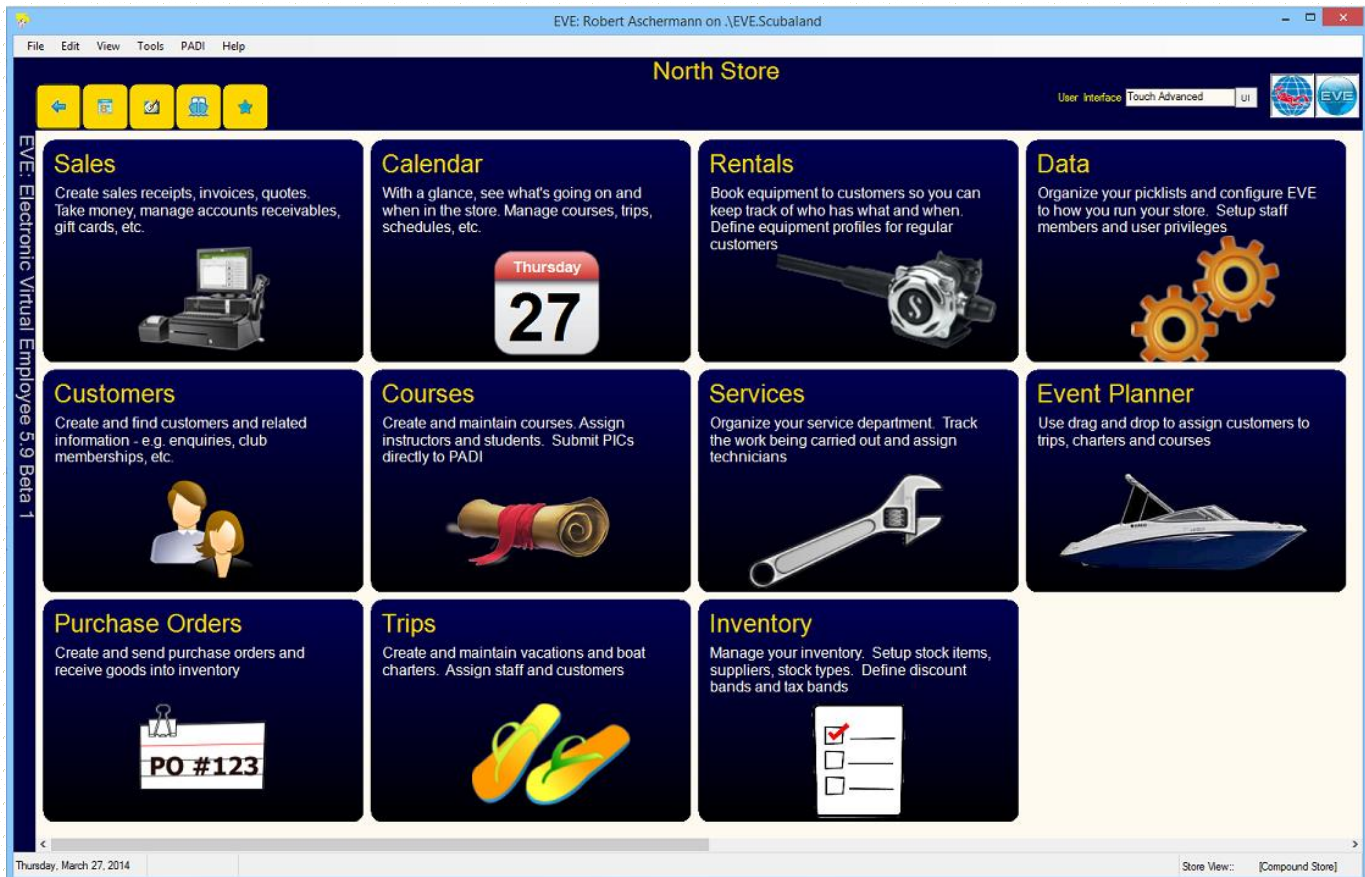 EVE: Robert Aschermann on .\EVE.Scubaland
File Edit View Tools PADI Help
North Store
User Interface Touch Advanced UI
EVE
EVE: Electronic Virtual Employee 5.9 Beta 1
Sales
Create sales receipts, invoices, quotes.
Take money, manage accounts receivables,
gift cards, etc.
Calendar
With a glance, see what's going on and
when in the store. Manage courses, trips,
schedules, etc.
Thursday
27
Rentals
Book equipment to customers so you can
keep track of who has what and when.
Define equipment profiles for regular
customers
S
Data
Organize your picklists and configure EVE
to how you run your store. Setup staff
members and user privileges
Customers
Create and find customers and related
information - e.g. enquiries, club
memberships, etc.
Courses
Create and maintain courses. Assign
instructors and students. Submit PICs
directly to PADI
Services
Organize your service department. Track
the work being carried out and assign
technicians
Event Planner
Use drag and drop to assign customers to
trips, charters and courses
Purchase Orders
Create and send purchase orders and
receive goods into inventory
PO #123
Trips
Create and maintain vacations and boat
charters. Assign staff and customers
Inventory
Manage your inventory. Setup stock items,
suppliers, stock types. Define discount
bands and tax bands
Thursday, March 27, 2014
Store View:: [Compound Store]